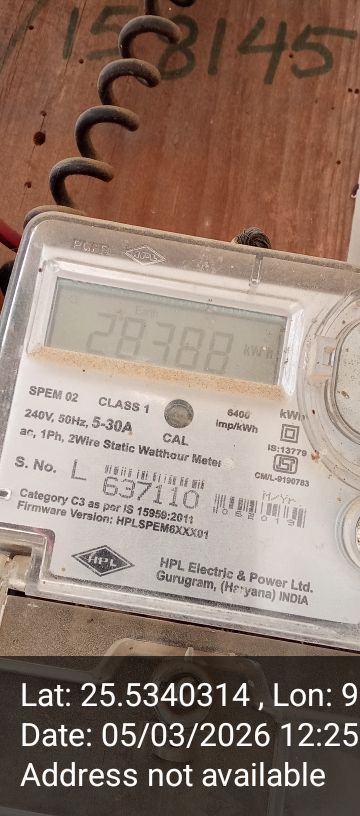 158145
Earth
28388 kWh
SPEM 02 CLASS 1 6400 kWh
240V, 50Hz, 5-30A imp/kWh
ac, 1Ph, 2Wire Static Watthour Meter
CAL
IS:13779
CM/L-9190783
S. No. L 637110
M/Yr.
Category C3 as per IS 15959:2011
Firmware Version: HPLSPEM6XXX01
HPL
HPL Electric & Power Ltd.
Gurugram, (Haryana) INDIA
Lat: 25.5340314 , Lon: 9
Date: 05/03/2026 12:25
Address not available